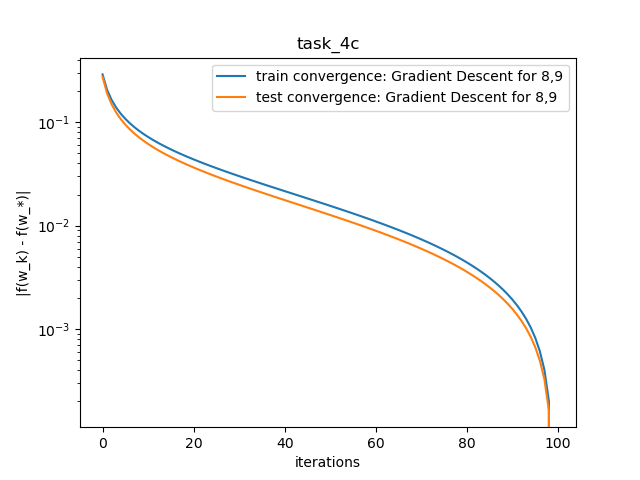 task_4c
train convergence: Gradient Descent for 8,9
test convergence: Gradient Descent for 8,9
|f(w_k) - f(w_*)|
10⁻¹
10⁻²
10⁻³
0 20 40 60 80 100
iterations